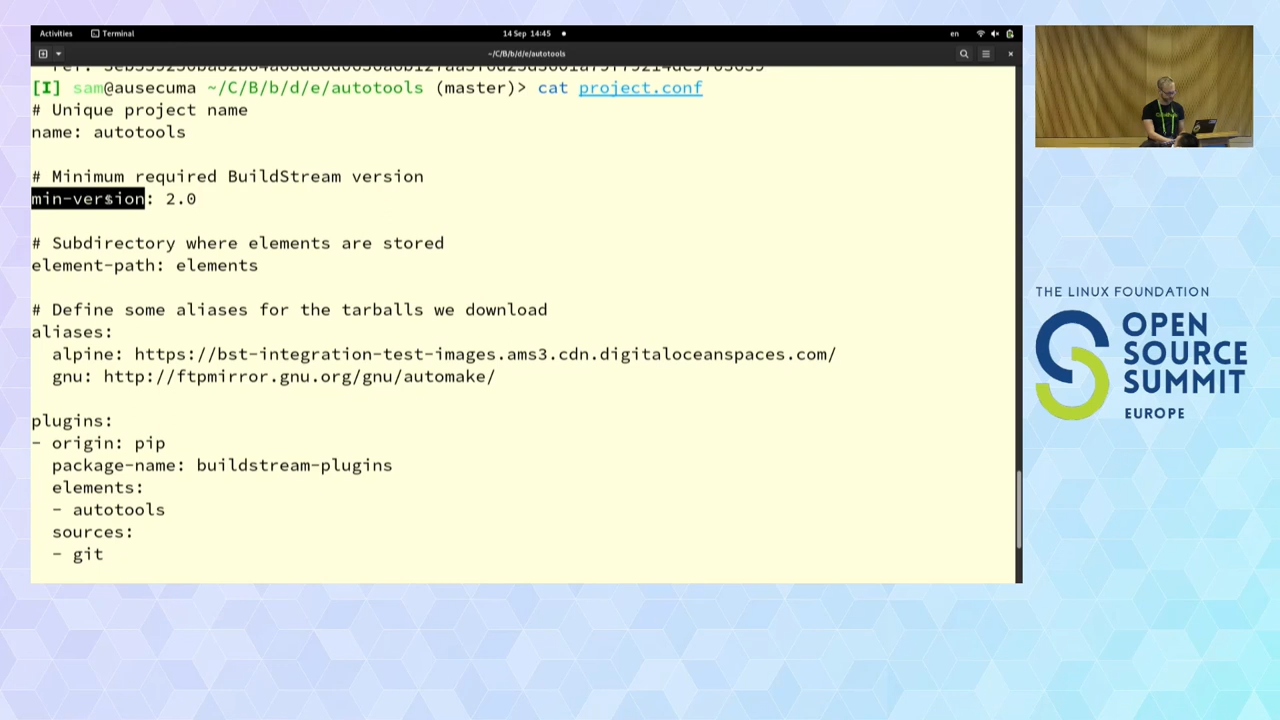 Activities
Terminal
14 Sep 14:45
en
~/C/B/b/d/e/autotools
[I] sam@ausecuma ~/C/B/b/d/e/autotools (master)> cat project.conf
# Unique project name
name: autotools
# Minimum required BuildStream version
min-version: 2.0
# Subdirectory where elements are stored
element-path: elements
# Define some aliases for the tarballs we download
aliases:
alpine: https://bst-integration-test-images.ams3.cdn.digitaloceanspaces.com/
gnu: http://ftpmirror.gnu.org/gnu/automake/
plugins:
- origin: pip
package-name: buildstream-plugins
elements:
- autotools
sources:
- git
THE LINUX FOUNDATION
OPEN
SOURCE
SUMMIT
EUROPE